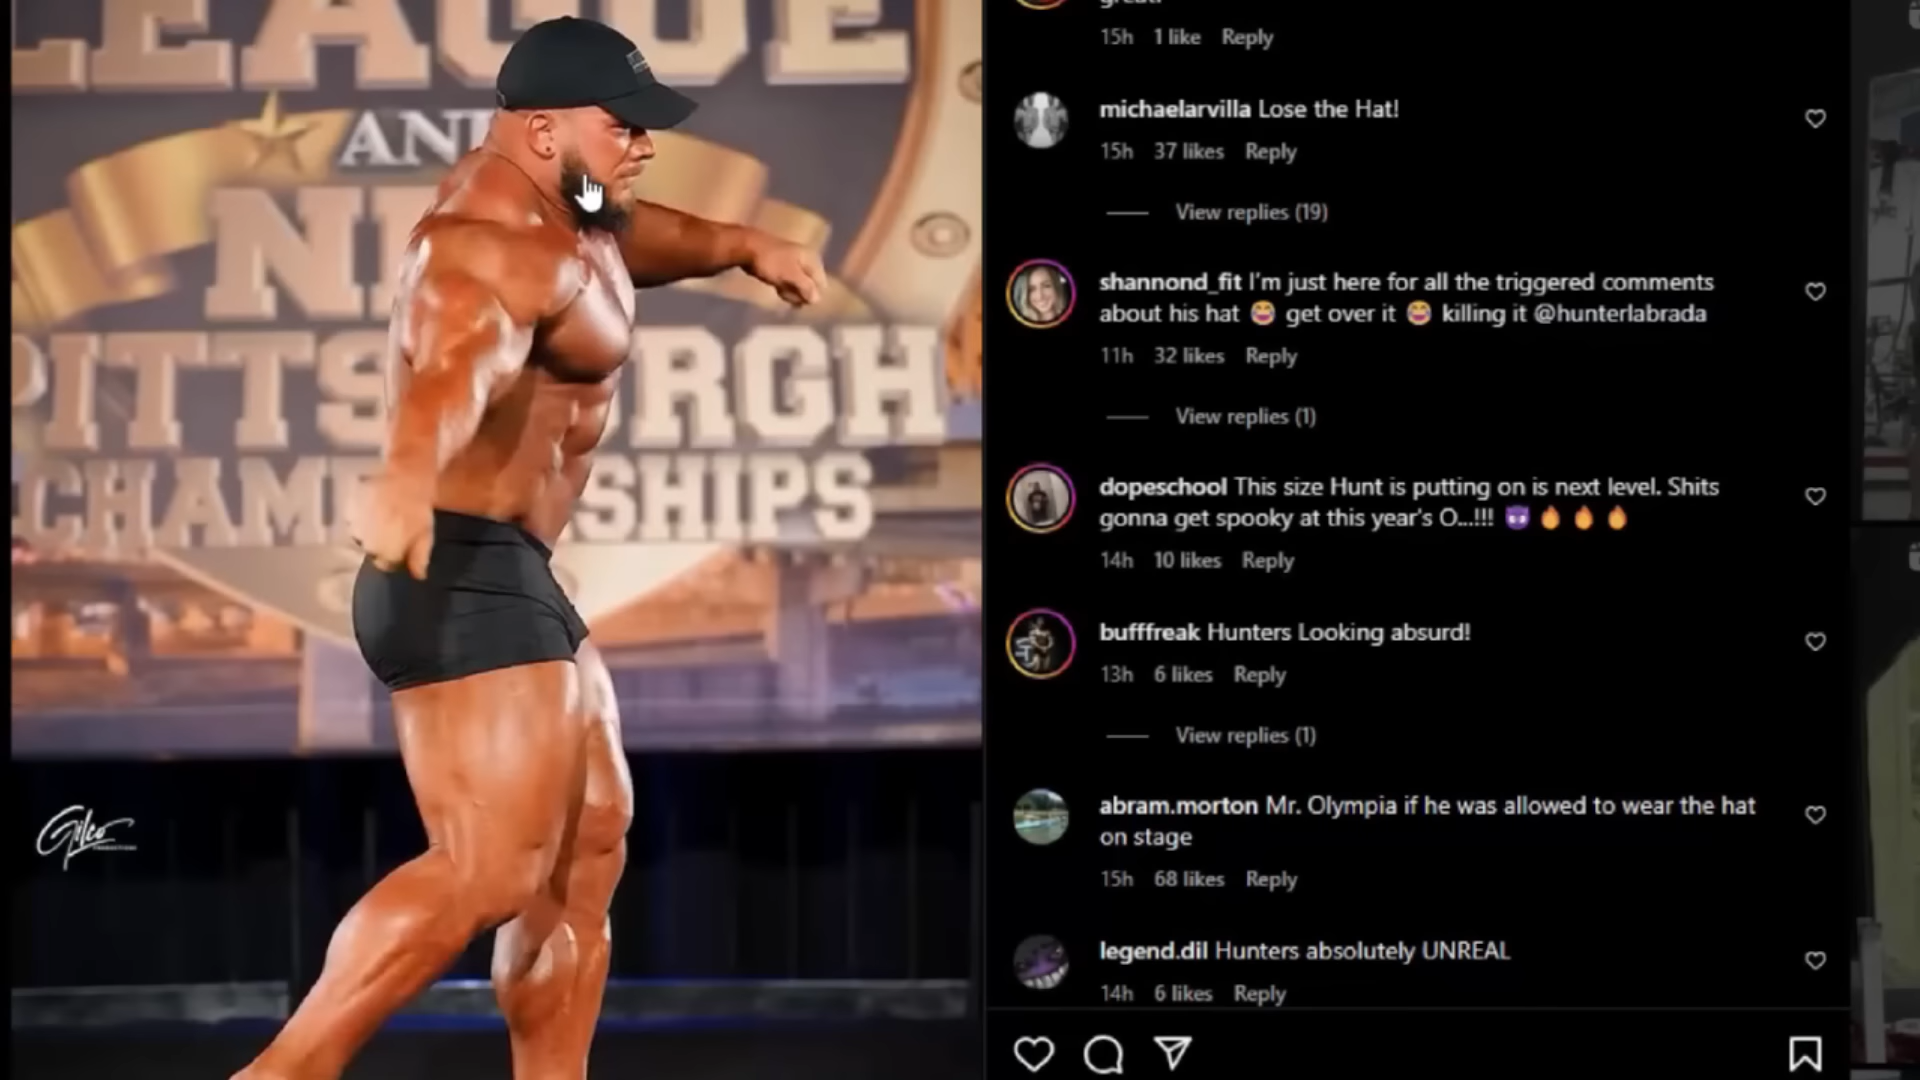 LEAGUE
AND
PITTSBURGH
CHAMPIONSHIPS
Gilco
great!
15h 1 like Reply
michaelarvilla Lose the Hat!
15h 37 likes Reply
View replies (19)
shannond_fit I'm just here for all the triggered comments
about his hat 😂 get over it 😂 killing it @hunterlabrada
11h 32 likes Reply
View replies (1)
dopeschool This size Hunt is putting on is next level. Shits
gonna get spooky at this year's O...!!! 😈🔥🔥🔥
14h 10 likes Reply
bufffreak Hunters Looking absurd!
13h 6 likes Reply
View replies (1)
abram.morton Mr. Olympia if he was allowed to wear the hat
on stage
15h 68 likes Reply
legend.dil Hunters absolutely UNREAL
14h 6 likes Reply